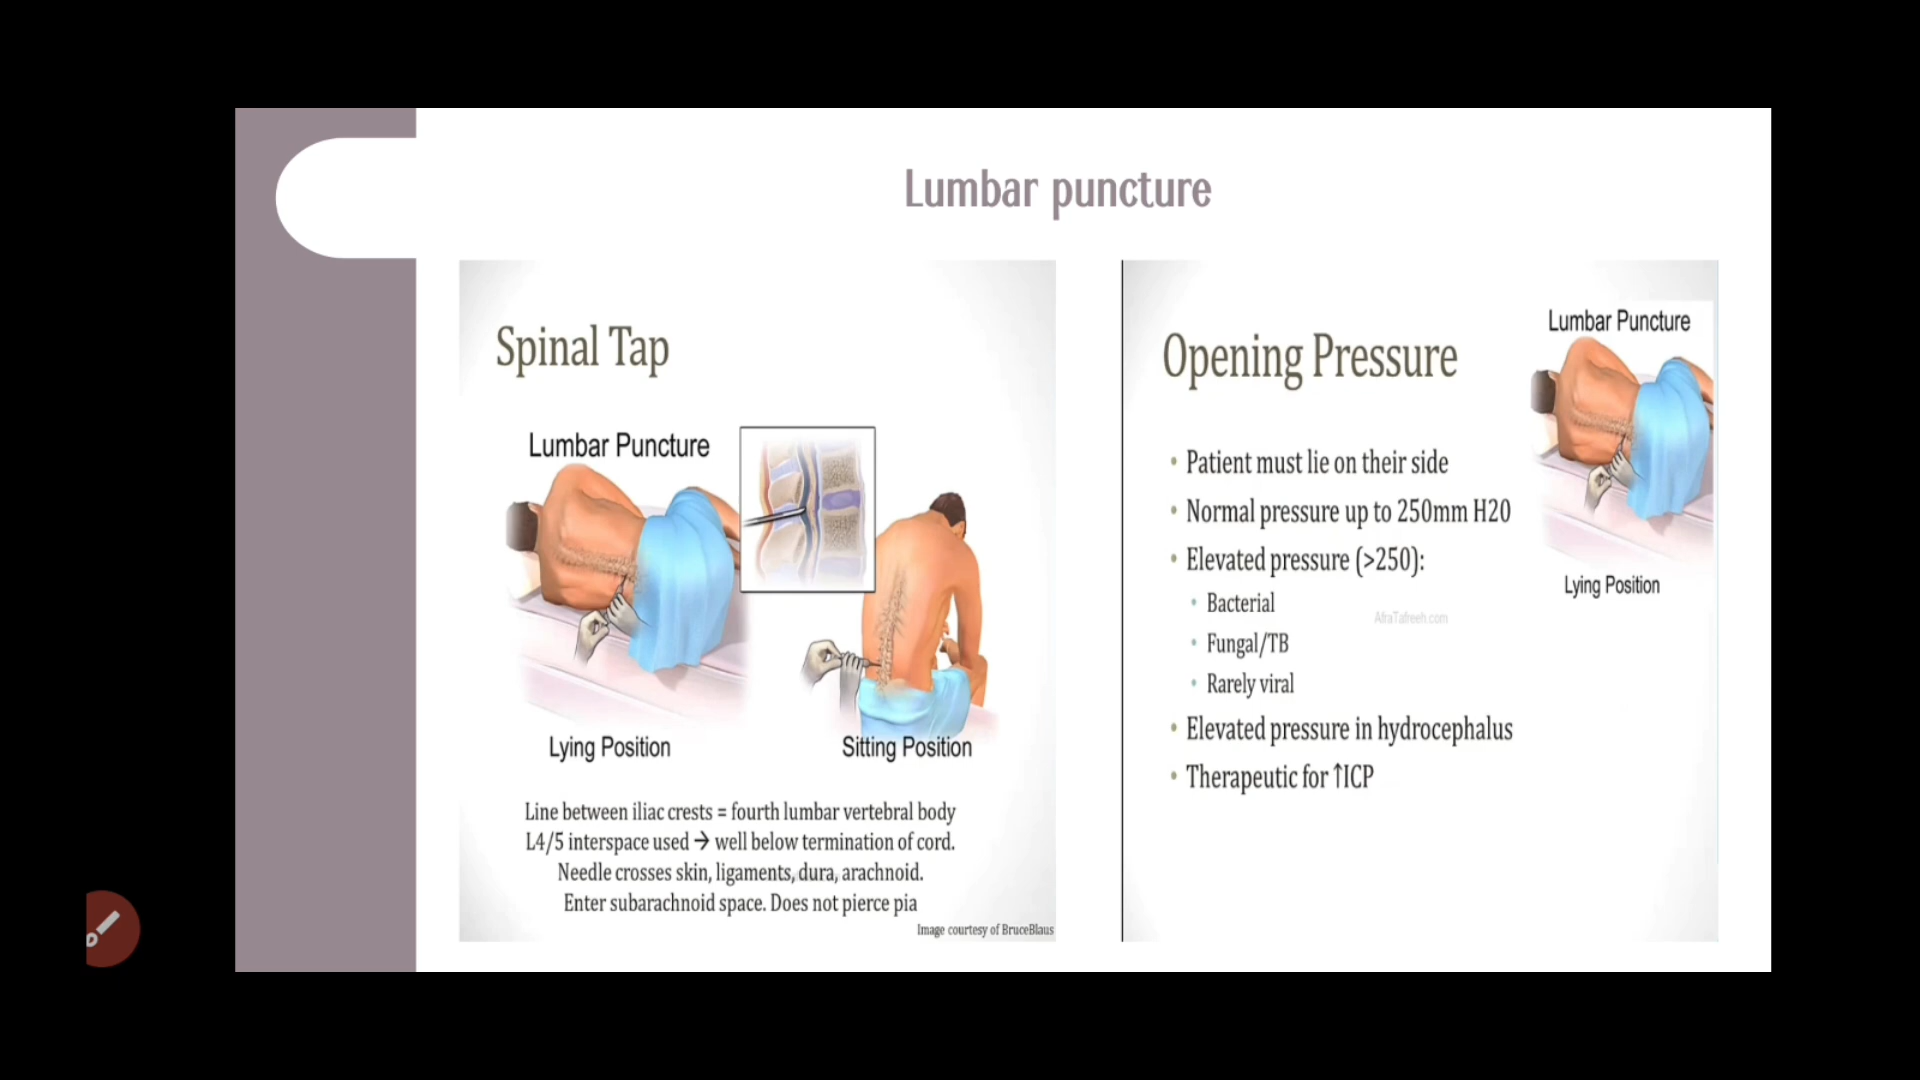 Lumbar puncture
Spinal Tap
Lumbar Puncture
Lying Position
Sitting Position
Line between iliac crests = fourth lumbar vertebral body
L4/5 interspace used → well below termination of cord.
Needle crosses skin, ligaments, dura, arachnoid.
Enter subarachnoid space. Does not pierce pia
Image courtesy of BruceBlaus
Opening Pressure
Lumbar Puncture
Lying Position
• Patient must lie on their side
• Normal pressure up to 250mm H20
• Elevated pressure (>250):
• Bacterial
• Fungal/TB
• Rarely viral
• Elevated pressure in hydrocephalus
• Therapeutic for ↑ICP
AfraTafreeh.com